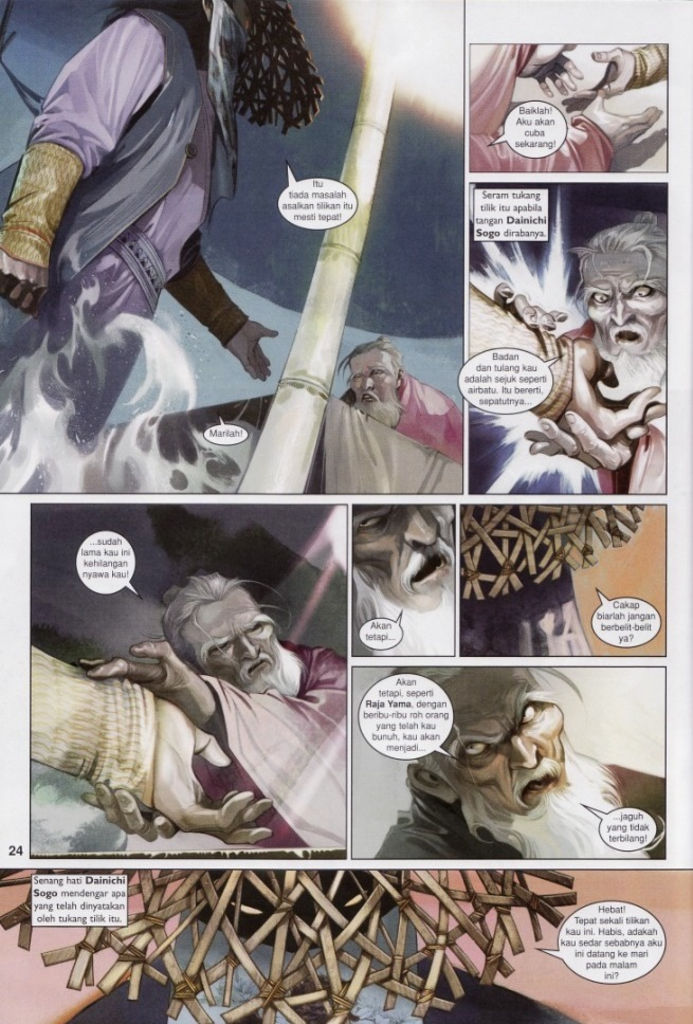 Itu
tiada masalah
asalkan tilikan itu
mesti tepat!
Marilah!
Baiklah!
Aku akan
cuba
sekarang!
Seram tukang
tilik itu apabila
tangan Dainichi
Sogo dirabanya.
Badan
dan tulang kau
adalah sejuk seperti
airbatu. Itu bererti,
sepatutnya...
...sudah
lama kau ini
kehilangan
nyawa kau!
Akan
tetapi...
Cakap
biarlah jangan
berbelit-belit
ya?
Akan
tetapi, seperti
Raja Yama, dengan
beribu-ribu roh orang
yang telah kau
bunuh, kau akan
menjadi...
...jaguh
yang tidak
terbilang!
24
Senang hati Dainichi
Sogo mendengar apa
yang telah dinyatakan
oleh tukang tilik itu.
Hebat!
Tepat sekali tilikan
kau ini. Habis, adakah
kau sedar sebabnya aku
ini datang ke mari
pada malam
ini?